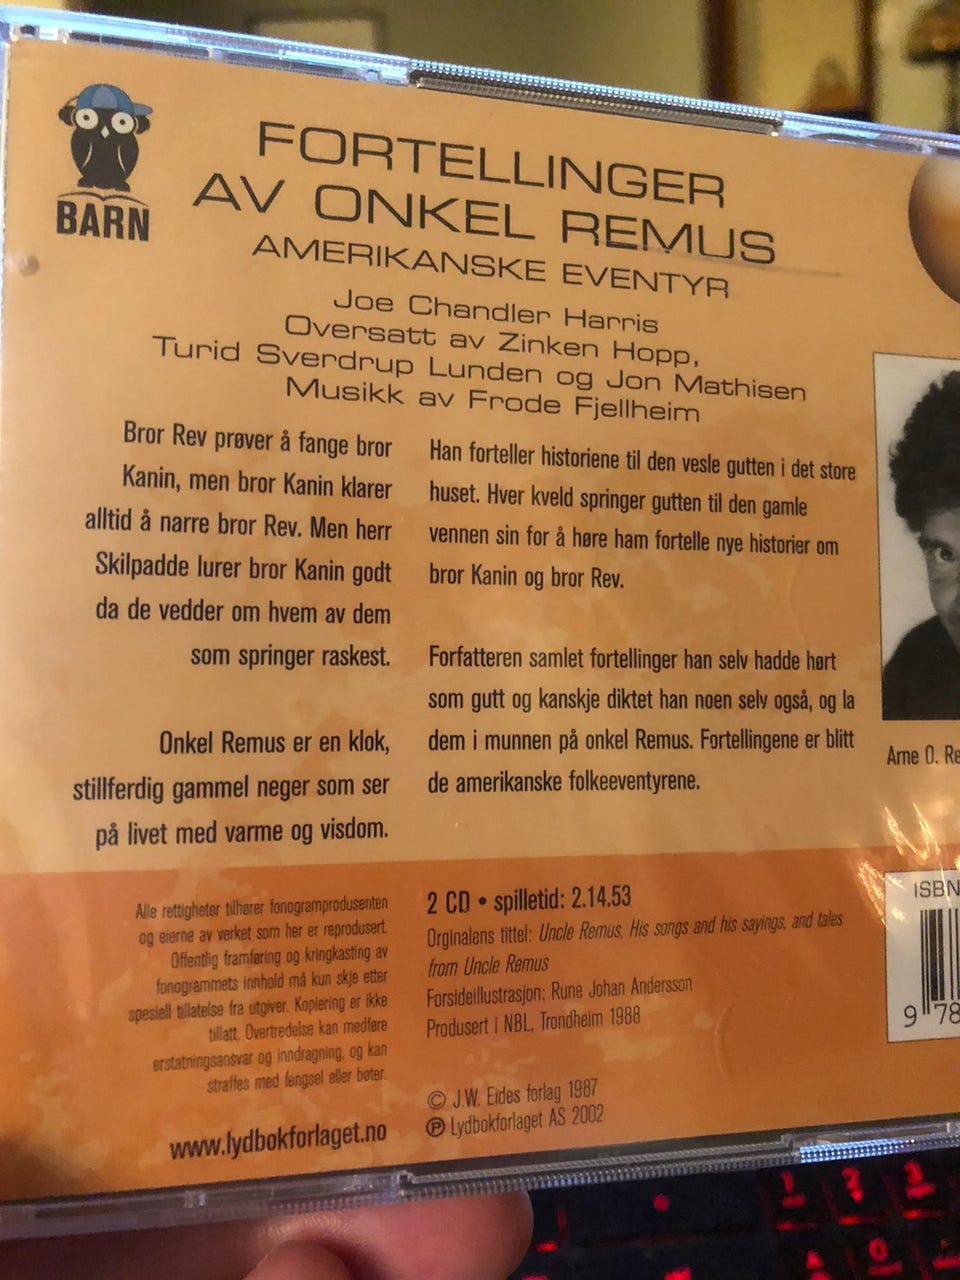 BARN
FORTELLINGER
AV ONKEL REMUS
AMERIKANSKE EVENTYR
Joe Chandler Harris
Oversatt av Zinken Hopp,
Turid Sverdrup Lunden og Jon Mathisen
Musikk av Frode Fjellheim
Bror Rev prøver å fange bror
Kanin, men bror Kanin klarer
alltid å narre bror Rev. Men herr
Skilpadde lurer bror Kanin godt
da de vedder om hvem av dem
som springer raskest.
Onkel Remus er en klok,
stillferdig gammel neger som ser
på livet med varme og visdom.
Han forteller historiene til den vesle gutten i det store
huset. Hver kveld springer gutten til den gamle
vennen sin for å høre ham fortelle nye historier om
bror Kanin og bror Rev.
Forfatteren samlet fortellinger han selv hadde hørt
som gutt og kanskje diktet han noen selv også, og la
dem i munnen på onkel Remus. Fortellingene er blitt
de amerikanske folkeeventyrene.
Arne O. Re
Alle rettigheter tilhører fonogramprodusenten
og eierne av verket som her er reprodusert.
Offentlig framføring og kringkasting av
fonogrammets innhold må kun skje etter
spesiell tillatelse fra utgiver. Kopiering er ikke
tillatt. Overtredelse kan medføre
erstatningsansvar og inndragning, og kan
straffes med fengsel eller bøter.
www.lydbokforlaget.no
2 CD • spilletid: 2.14.53
Orginalens tittel: Uncle Remus, His songs and his sayings, and tales
from Uncle Remus
Forsideillustrasjon: Rune Johan Andersson
Produsert i NBL, Trondheim 1988
© J.W. Eides forlag 1987
℗ Lydbokforlaget AS 2002
ISBN
9 78